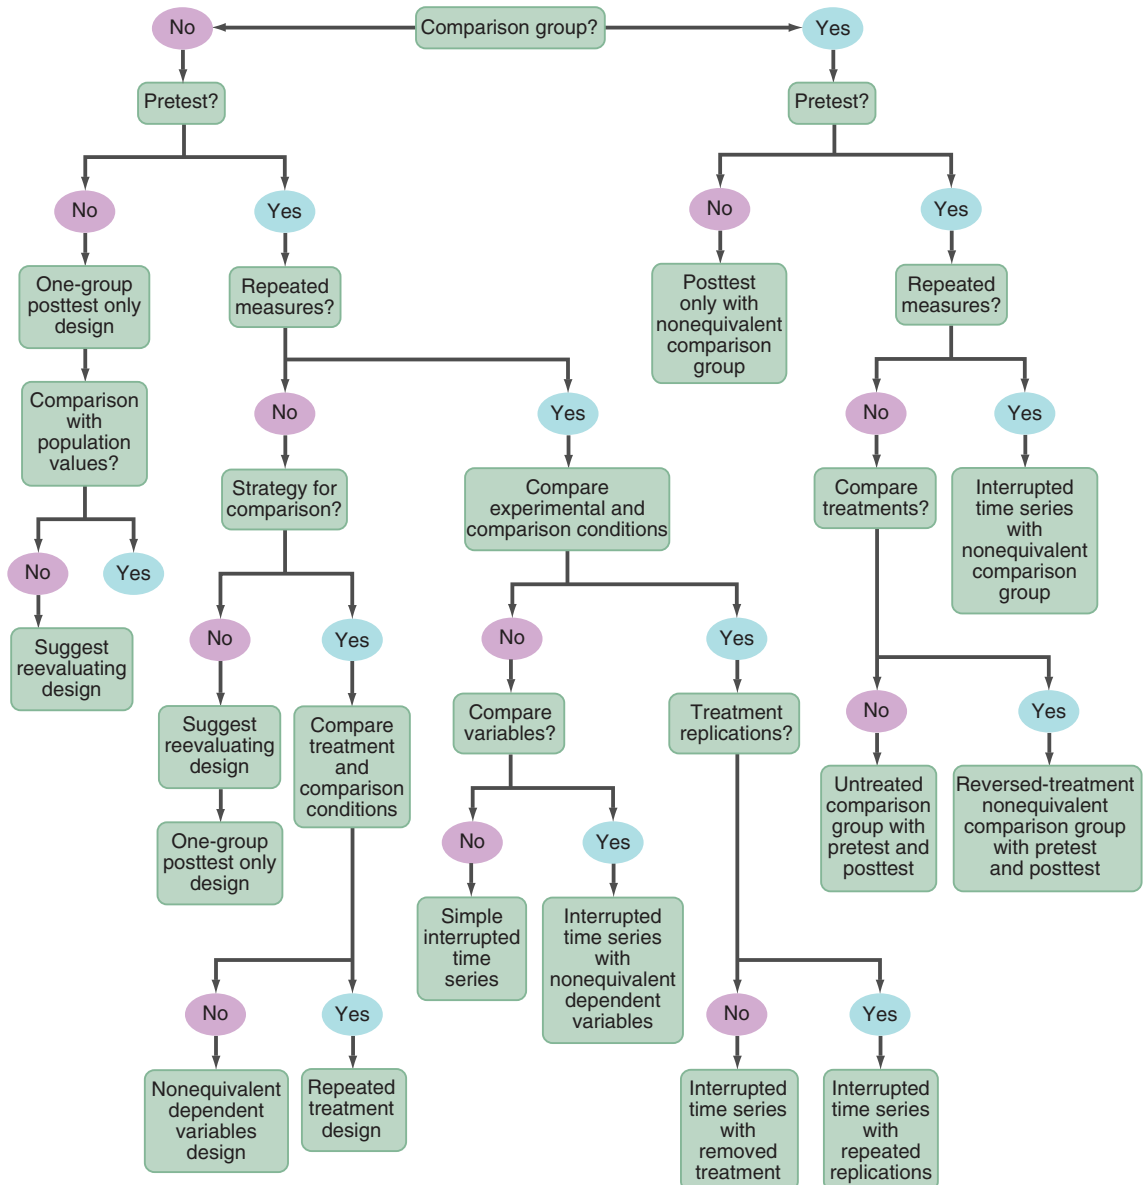 No
Comparison group?
Yes
Pretest?
Pretest?
No
Yes
No
Yes
One-group
posttest only
design
Repeated
measures?
Posttest
only with
nonequivalent
comparison
group
Repeated
measures?
Comparison
with
population
values?
No
Yes
No
Yes
Strategy for
comparison?
Compare
experimental and
comparison conditions
Compare
treatments?
Interrupted
time series
with
nonequivalent
comparison
group
No
Yes
Suggest
reevaluating
design
No
Yes
No
Yes
Suggest
reevaluating
design
Compare
treatment
and
comparison
conditions
Compare
variables?
Treatment
replications?
No
Yes
One-group
posttest only
design
No
Yes
Untreated
comparison
group with
pretest and
posttest
Reversed-treatment
nonequivalent
comparison group
with pretest
and posttest
Simple
interrupted
time
series
Interrupted
time series
with
nonequivalent
dependent
variables
No
Yes
No
Yes
Nonequivalent
dependent
variables
design
Repeated
treatment
design
Interrupted
time series
with
removed
treatment
Interrupted
time series
with
repeated
replications